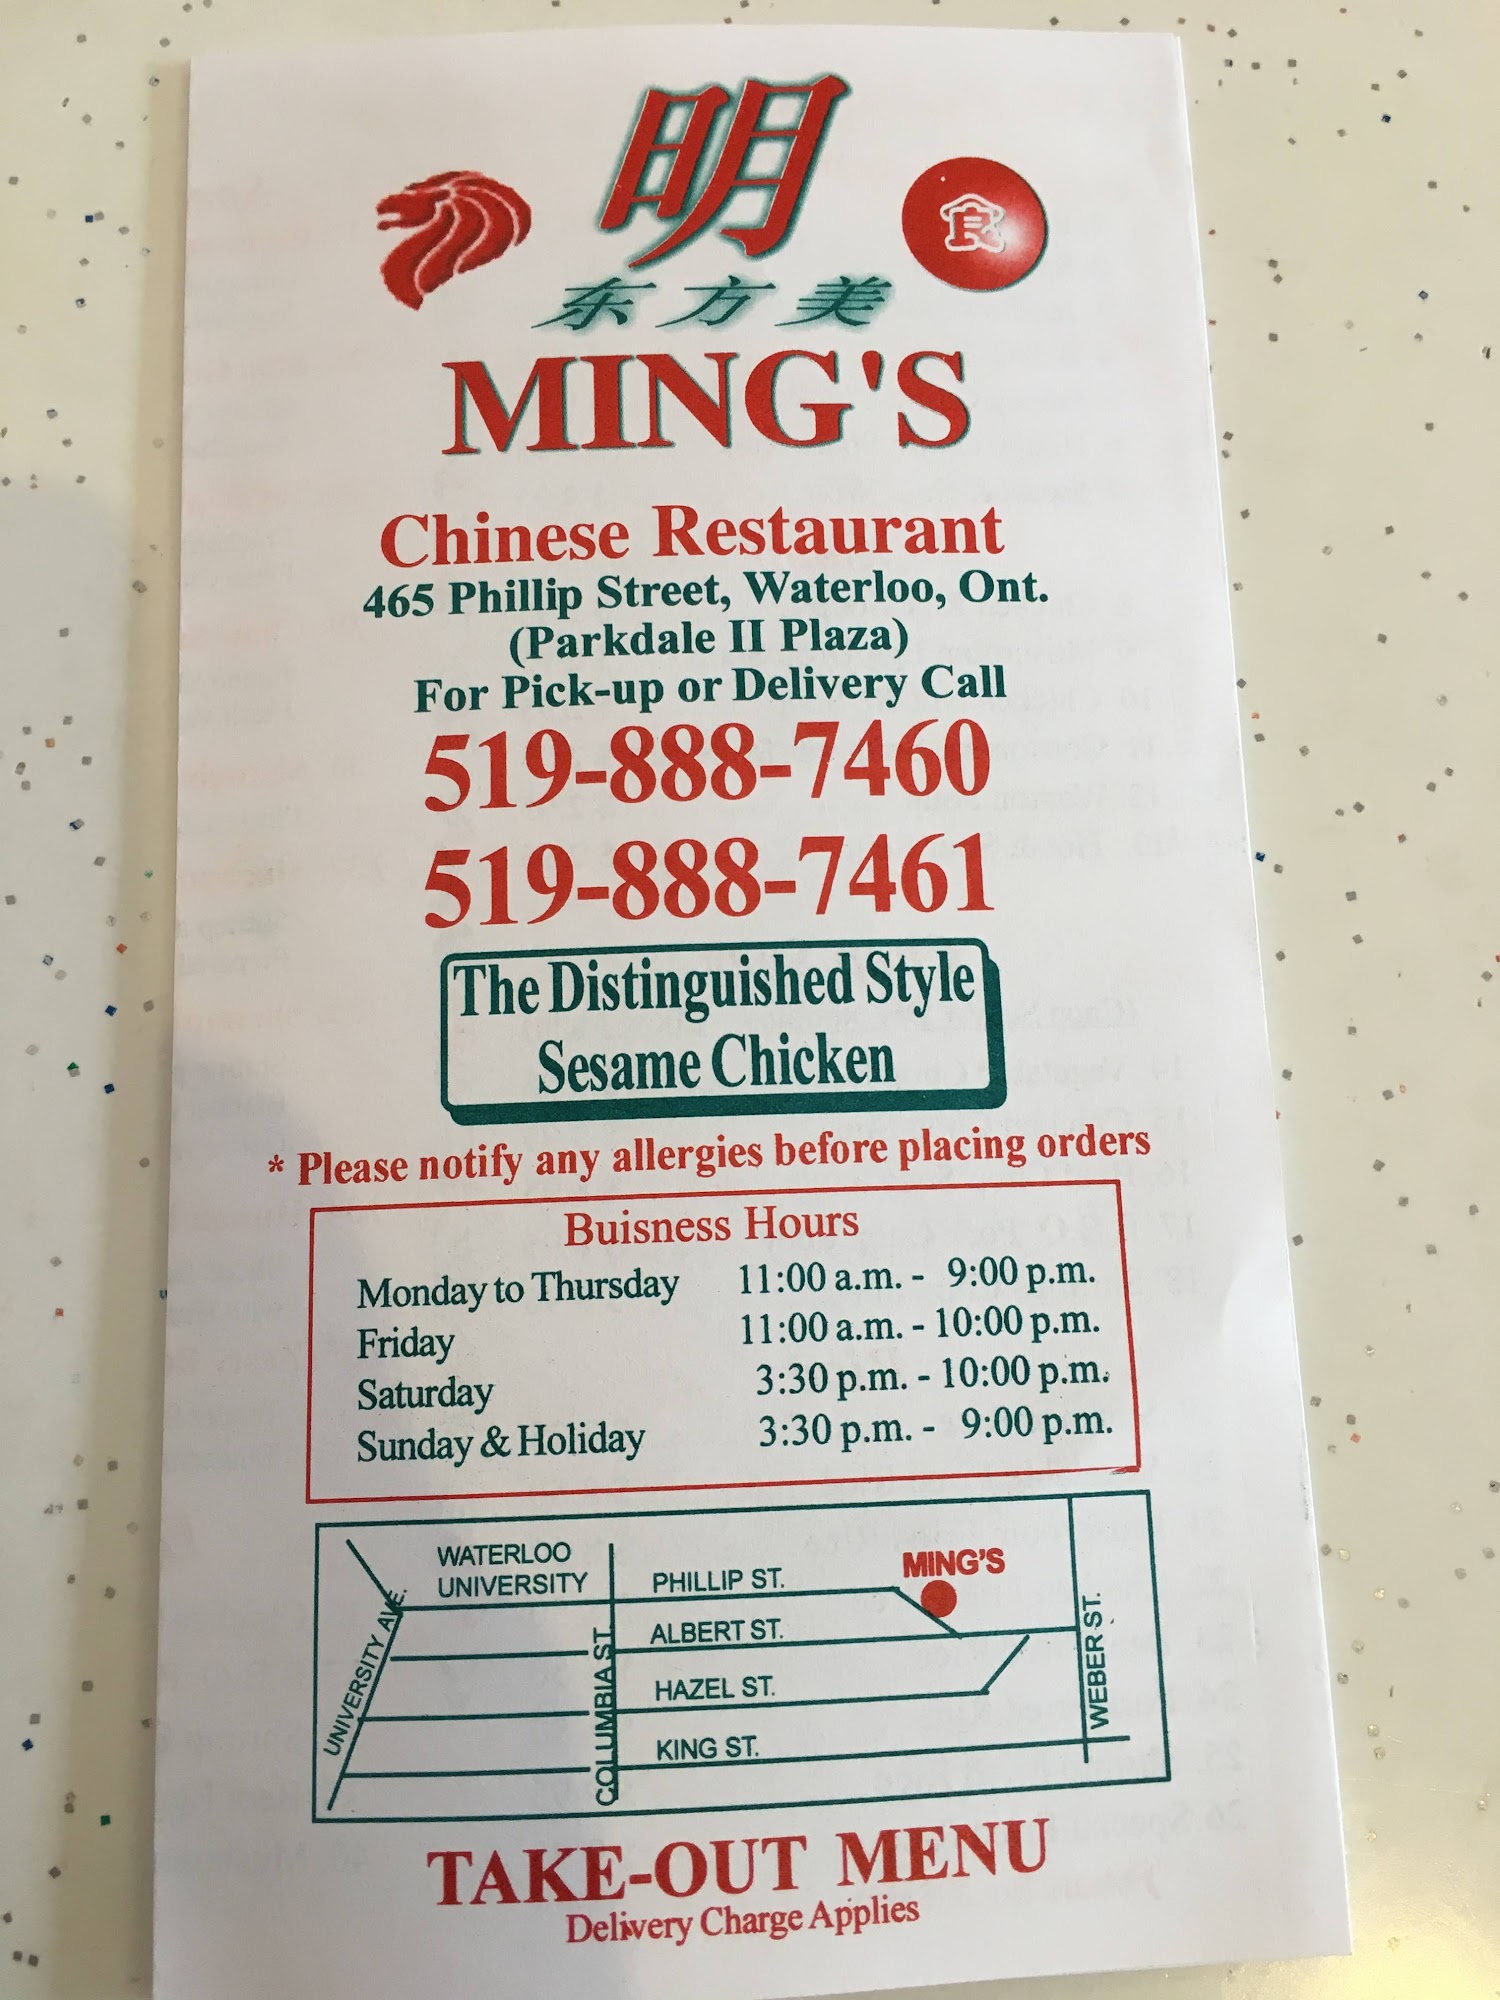 明
食
东方美
MING'S
Chinese Restaurant
465 Phillip Street, Waterloo, Ont.
(Parkdale II Plaza)
For Pick-up or Delivery Call
519-888-7460
519-888-7461
The Distinguished Style
Sesame Chicken
* Please notify any allergies before placing orders
Buisness Hours
Monday to Thursday 11:00 a.m. - 9:00 p.m.
Friday 11:00 a.m. - 10:00 p.m.
Saturday 3:30 p.m. - 10:00 p.m.
Sunday & Holiday 3:30 p.m. - 9:00 p.m.
WATERLOO
UNIVERSITY
UNIVERSITY AVE.
COLUMBIA ST.
PHILLIP ST.
MING'S
ALBERT ST.
HAZEL ST.
KING ST.
WEBER ST.
TAKE-OUT MENU
Delivery Charge Applies